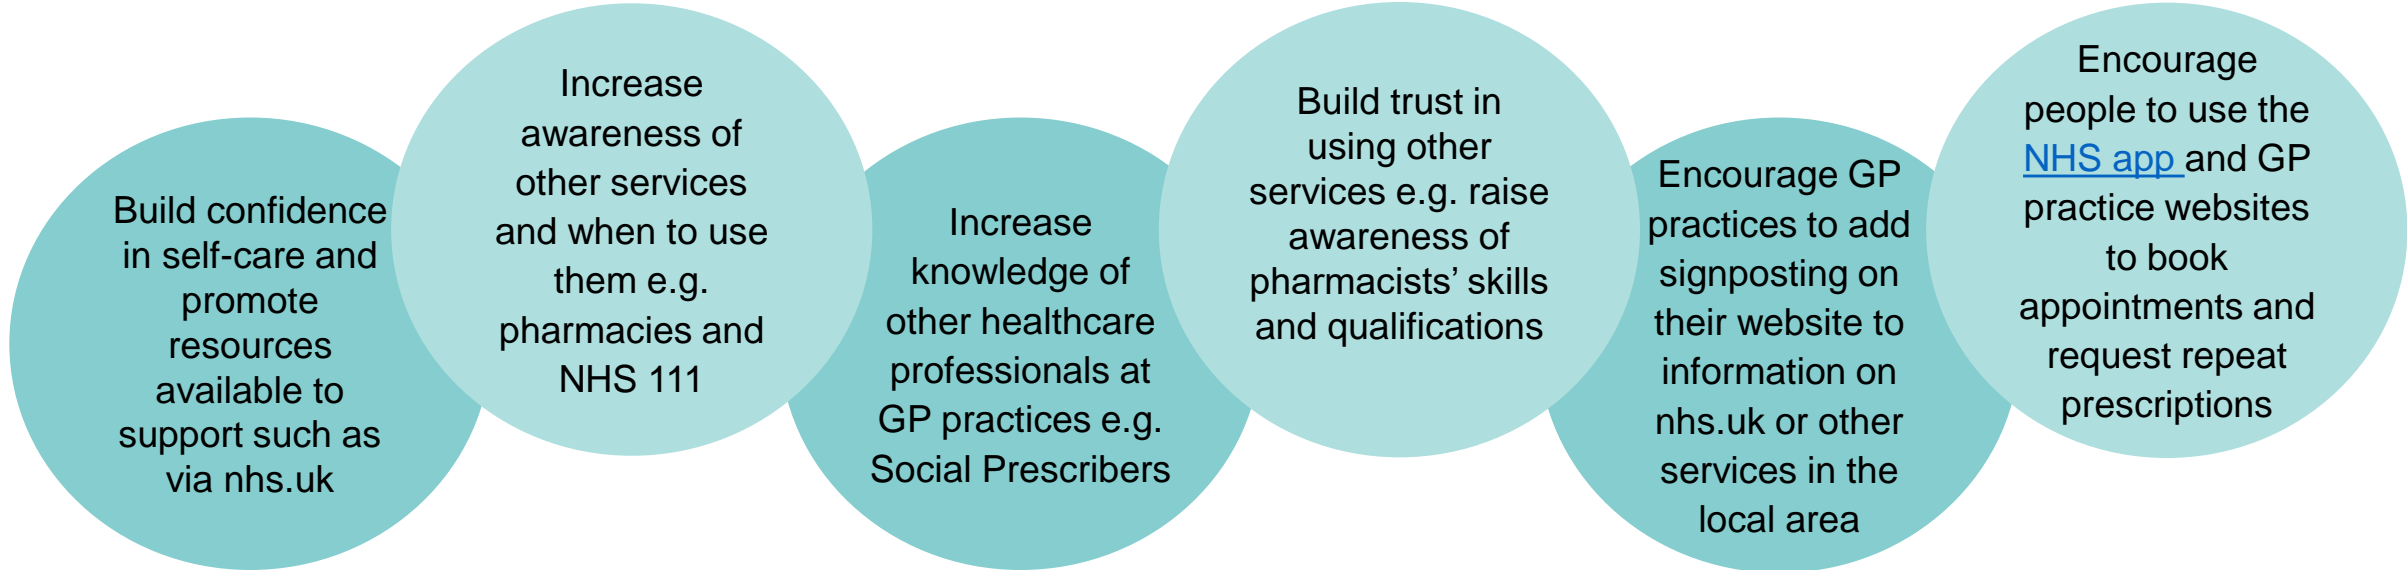 Build confidence
in self-care and
promote
resources
available to
support such as
via nhs.uk
Increase
awareness of
other services
and when to use
them e.g.
pharmacies and
NHS 111
Increase
knowledge of
other healthcare
professionals at
GP practices e.g.
Social Prescribers
Build trust in
using other
services e.g. raise
awareness of
pharmacists’ skills
and qualifications
Encourage GP
practices to add
signposting on
their website to
information on
nhs.uk or other
services in the
local area
Encourage
people to use the
NHS app and GP
practice websites
to book
appointments and
request repeat
prescriptions